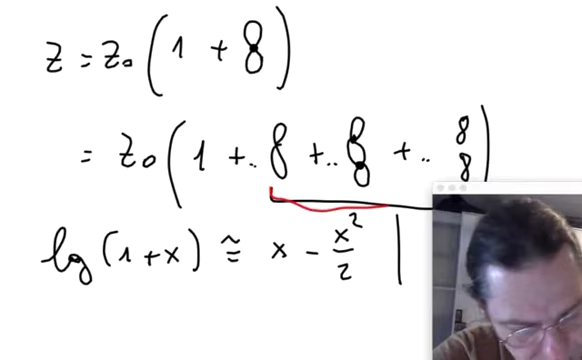 z = z₀ (1 + 8)
= z₀ (1 + .. 8 + .. 8 + .. 8 8)
log (1+x) ≅ x - x²/2 |